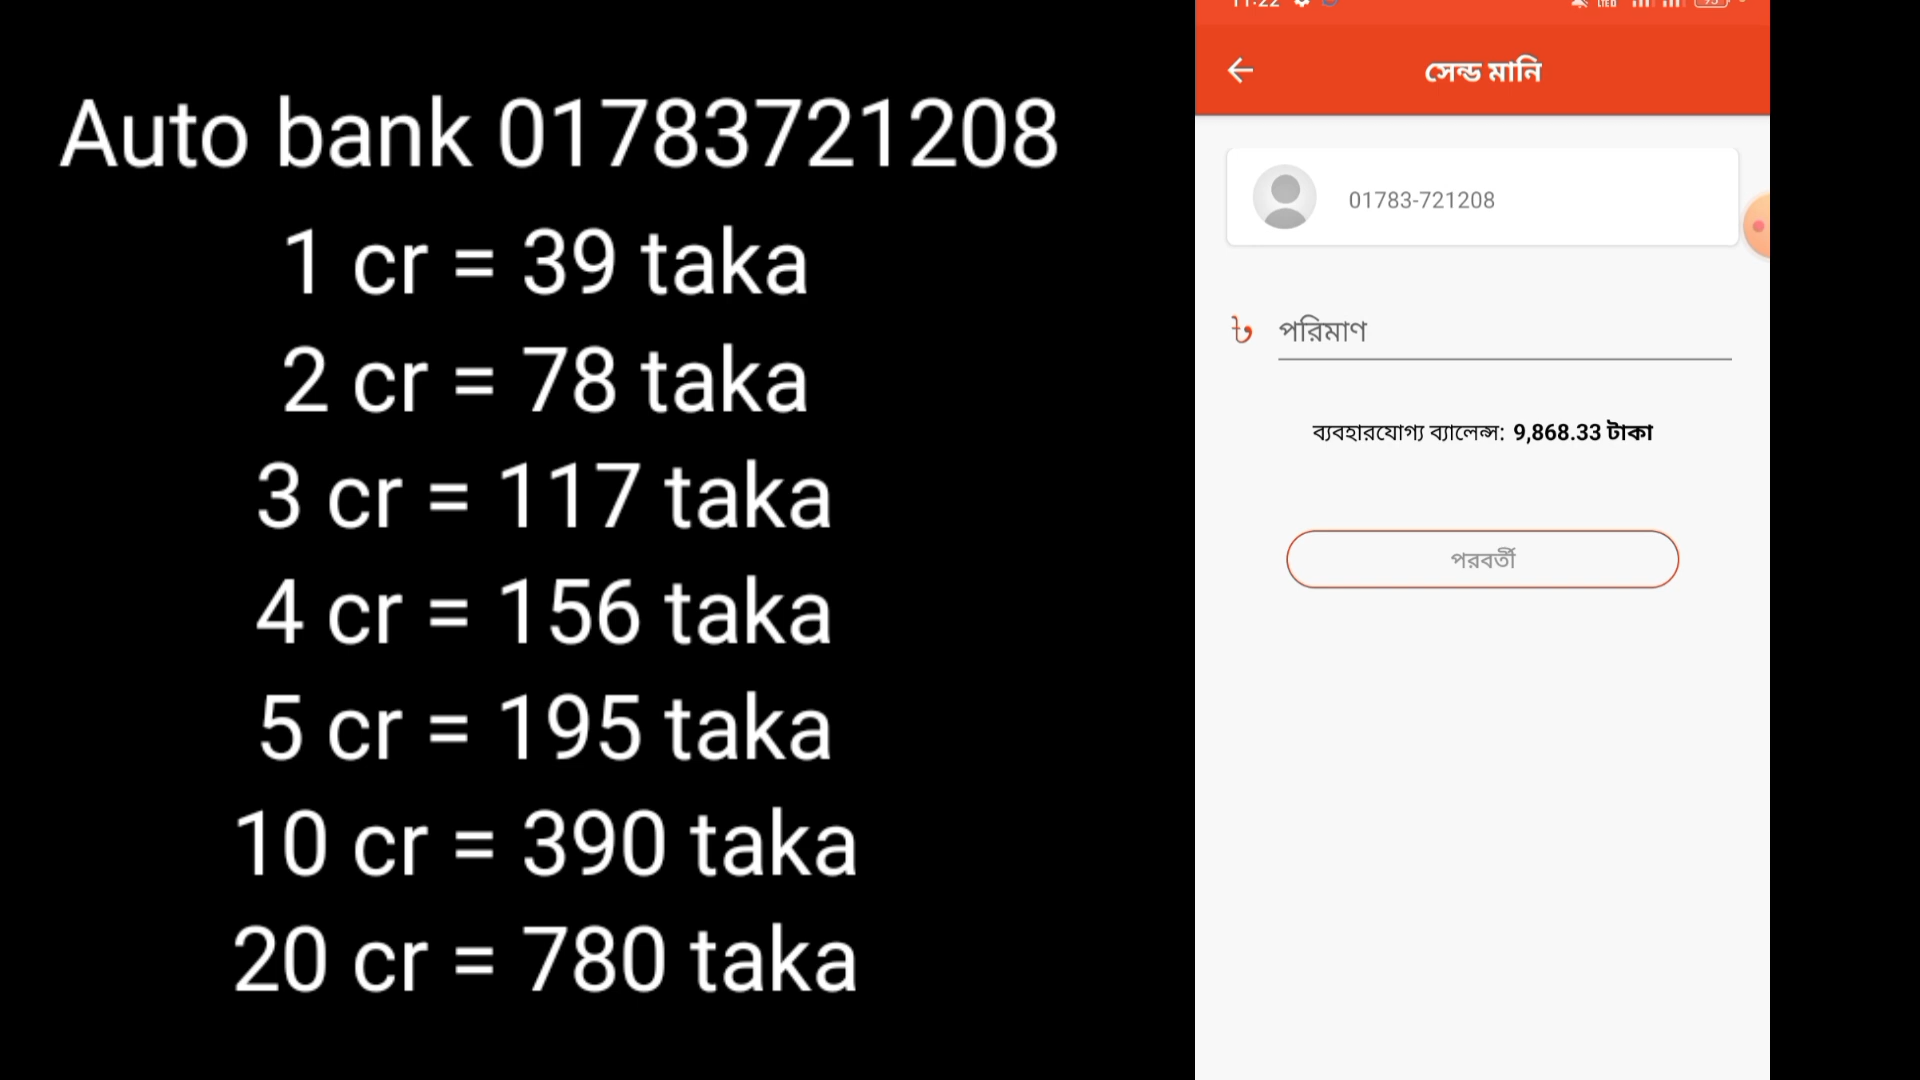 Auto bank 01783721208
1 cr = 39 taka
2 cr = 78 taka
3 cr = 117 taka
4 cr = 156 taka
5 cr = 195 taka
10 cr = 390 taka
20 cr = 780 taka
11:22
সেন্ড মানি
01783-721208
৳ পরিমাণ
ব্যবহারযোগ্য ব্যালেন্স: 9,868.33 টাকা
পরবর্তী